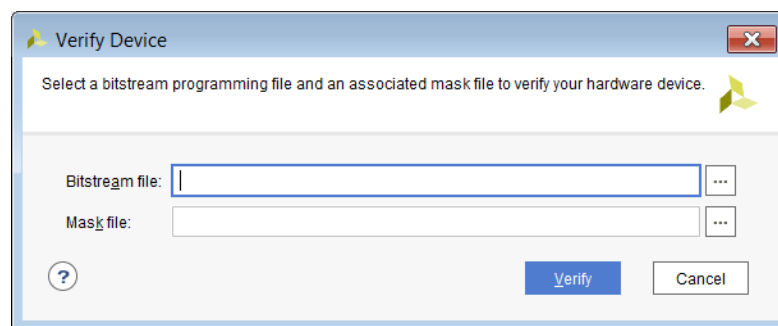 Verify Device
Select a bitstream programming file and an associated mask file to verify your hardware device.
Bitstream file:
...
Mask file:
...
?
Verify
Cancel